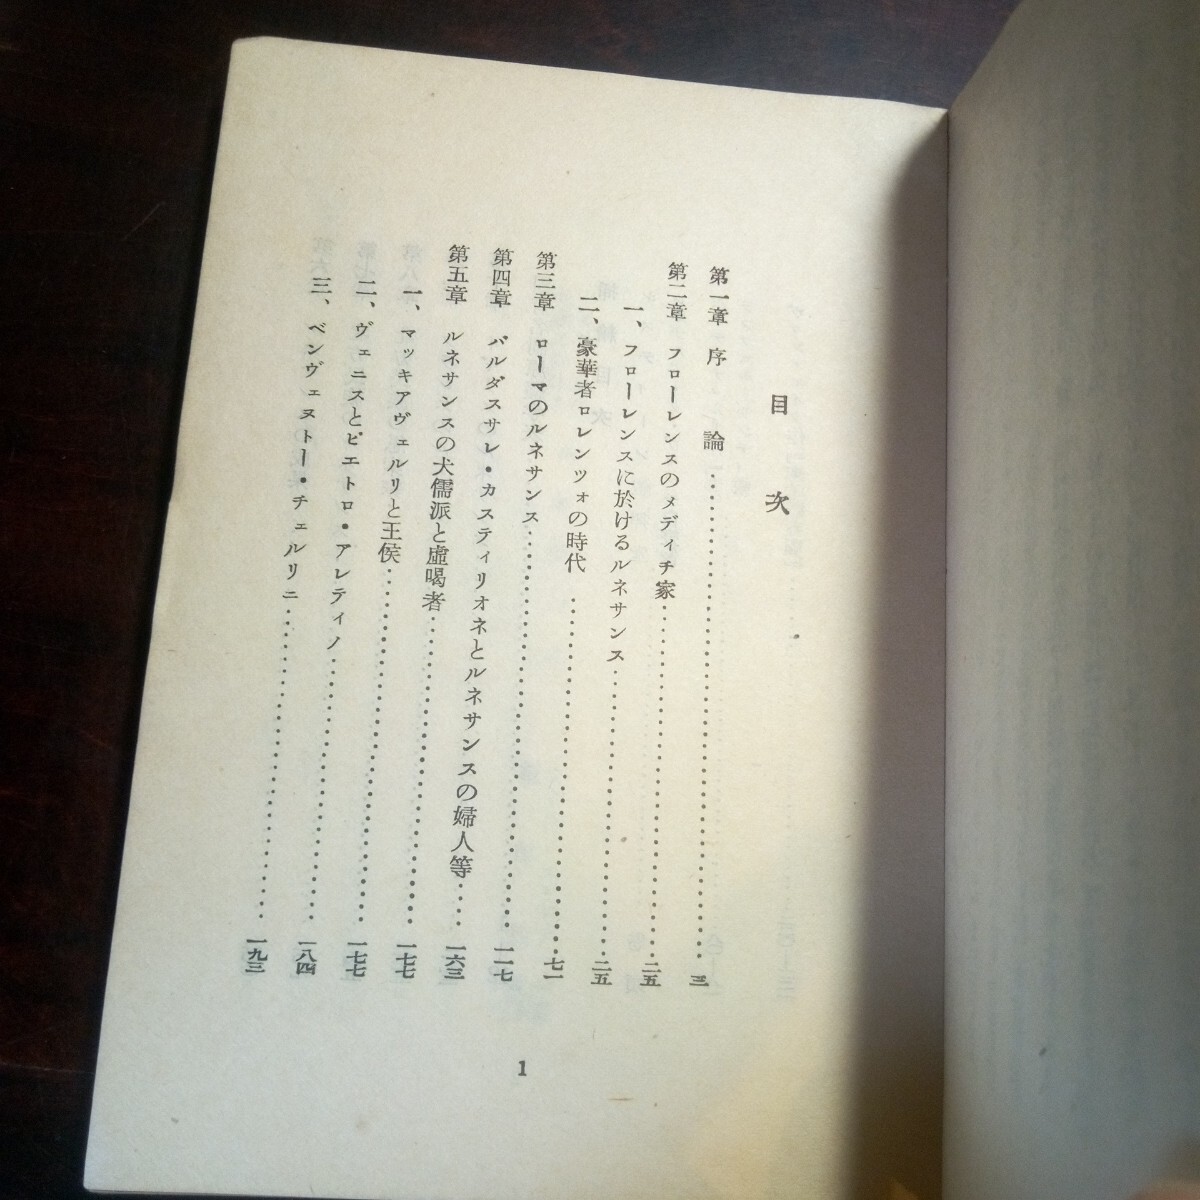 目次
第一章 序論……三
第二章 フローレンスのメディチ家……二五
一、フローレンスに於けるルネサンス……二五
二、豪華者ロレンツォの時代……七一
第三章 ローマのルネサンス……一一七
第四章 バルダスサレ・カスティリオネとルネサンスの婦人等……一六三
第五章 ルネサンスの犬儒派と虚喝者……一七七
一、マッキアヴェルリと王侯……一七七
二、ヴェニスとピエトロ・アレティノ……一八四
三、ベンヴェヌトー・チェルリニ……一九三
1